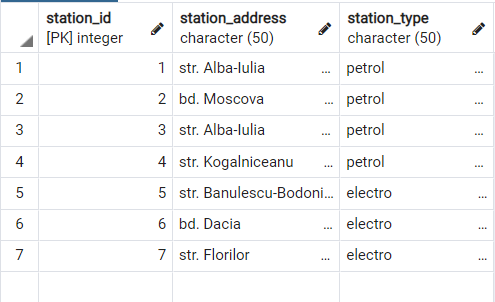 station_id station_address station_type
[PK] integer character (50) character (50)
1 1 str. Alba-Iulia ... petrol ...
2 2 bd. Moscova ... petrol ...
3 3 str. Alba-Iulia ... petrol ...
4 4 str. Kogalniceanu ... petrol ...
5 5 str. Banulescu-Bodoni... electro ...
6 6 bd. Dacia ... electro ...
7 7 str. Florilor ... electro ...